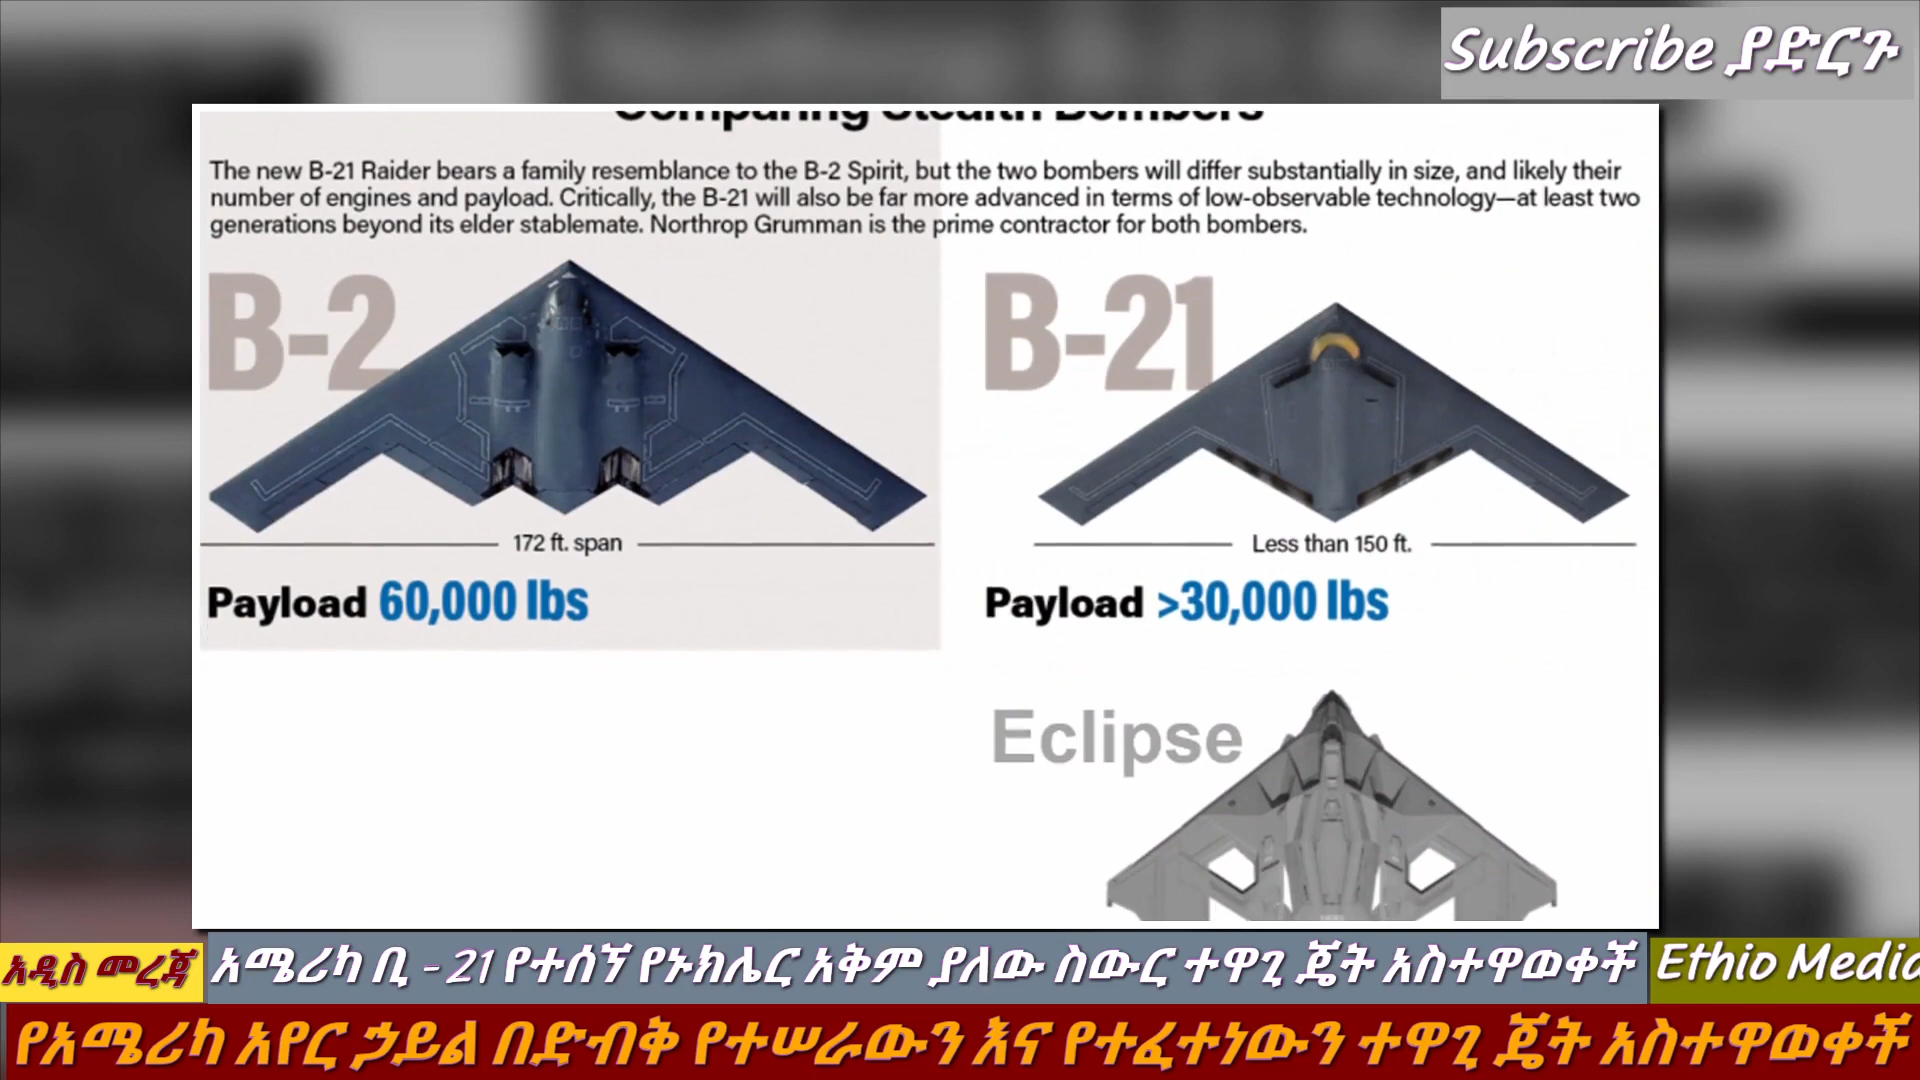 Subscribe ያድርጉ
Comparing Stealth Bombers
The new B-21 Raider bears a family resemblance to the B-2 Spirit, but the two bombers will differ substantially in size, and likely their
number of engines and payload. Critically, the B-21 will also be far more advanced in terms of low-observable technology—at least two
generations beyond its elder stablemate. Northrop Grumman is the prime contractor for both bombers.
B-2
B-21
172 ft. span
Less than 150 ft.
Payload 60,000 lbs
Payload >30,000 lbs
Eclipse
አዲስ መረጃ
አሜሪካ ቢ - 21 የተሰኘ የኑክሌር አቅም ያለው ስውር ተዋጊ ጄት አስተዋወቀች
Ethio Media
የአሜሪካ አየር ኃይል በድብቅ የተሠራውን እና የተፈተነውን ተዋጊ ጄት አስተዋወቀች